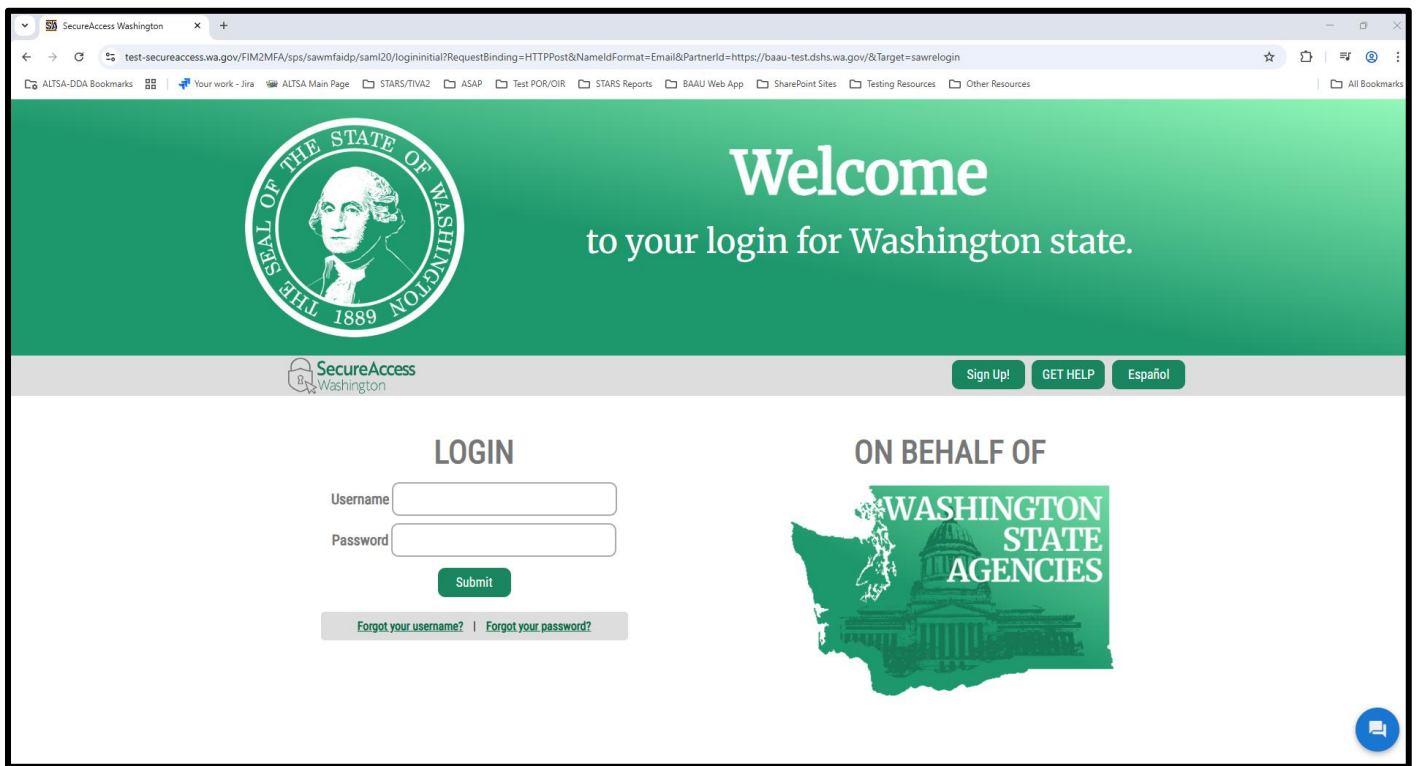 SecureAccess Washington
test-secureaccess.wa.gov/FIM2MFA/sps/sawmfaidp/saml20/logininitial?RequestBinding=HTTPPost&NameIdFormat=Email&PartnerId=https://baau-test.dshs.wa.gov/&Target=sawrelogin
ALTSA-DDA Bookmarks Your work - Jira ALTSA Main Page STARS/TIVA2 ASAP Test POR/OIR STARS Reports BAAU Web App SharePoint Sites Testing Resources Other Resources All Bookmarks
THE SEAL OF THE STATE OF WASHINGTON
1889
Welcome
to your login for Washington state.
SecureAccess
Washington
Sign Up! GET HELP Español
LOGIN
Username
Password
Submit
Forgot your username? | Forgot your password?
ON BEHALF OF
WASHINGTON
STATE
AGENCIES